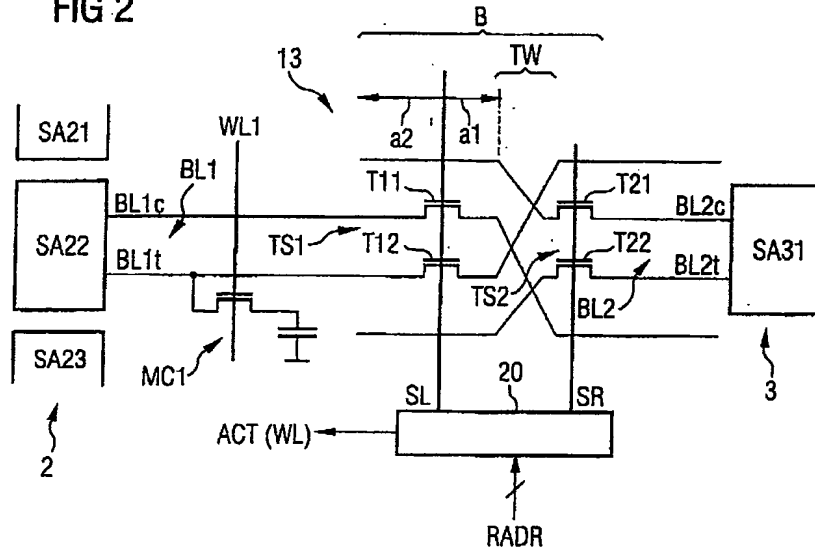 FIG 2
B
TW
13
a2
a1
SA21
WL1
BL1
T11
T21
BL1c
BL2c
SA22
TS1
T12
T22
SA31
BL1t
BL2t
TS2
BL2
SA23
MC1
3
SL
20
SR
2
ACT (WL)
RADR